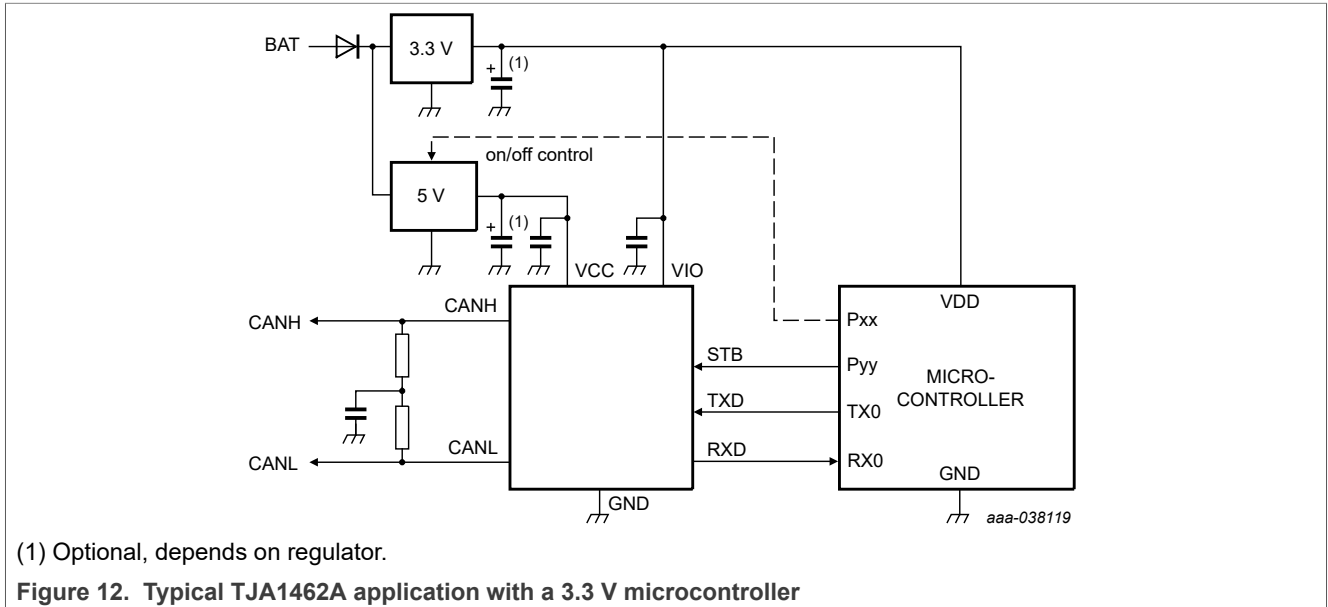 BAT
3.3 V
+
(1)
on/off control
5 V
+
(1)
VCC
VIO
VDD
CANH
CANH
Pxx
STB
Pyy
MICRO-
CONTROLLER
TXD
TX0
CANL
CANL
RXD
RX0
GND
GND
aaa-038119
(1) Optional, depends on regulator.
Figure 12. Typical TJA1462A application with a 3.3 V microcontroller